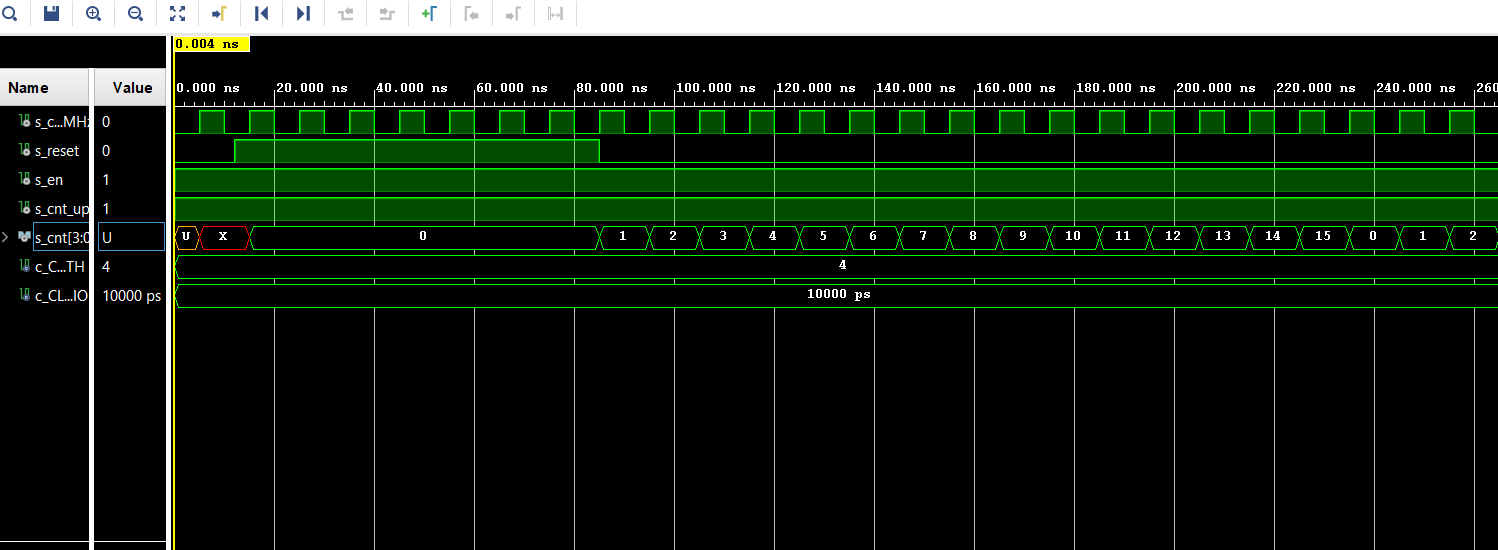 0.004 ns
Name Value
0.000 ns 20.000 ns 40.000 ns 60.000 ns 80.000 ns 100.000 ns 120.000 ns 140.000 ns 160.000 ns 180.000 ns 200.000 ns 220.000 ns 240.000 ns 260
s_c...MHz 0
s_reset 0
s_en 1
s_cnt_up 1
s_cnt[3:0 U U X 0 1 2 3 4 5 6 7 8 9 10 11 12 13 14 15 0 1 2
c_C...TH 4 4
c_CL...IO 10000 ps 10000 ps